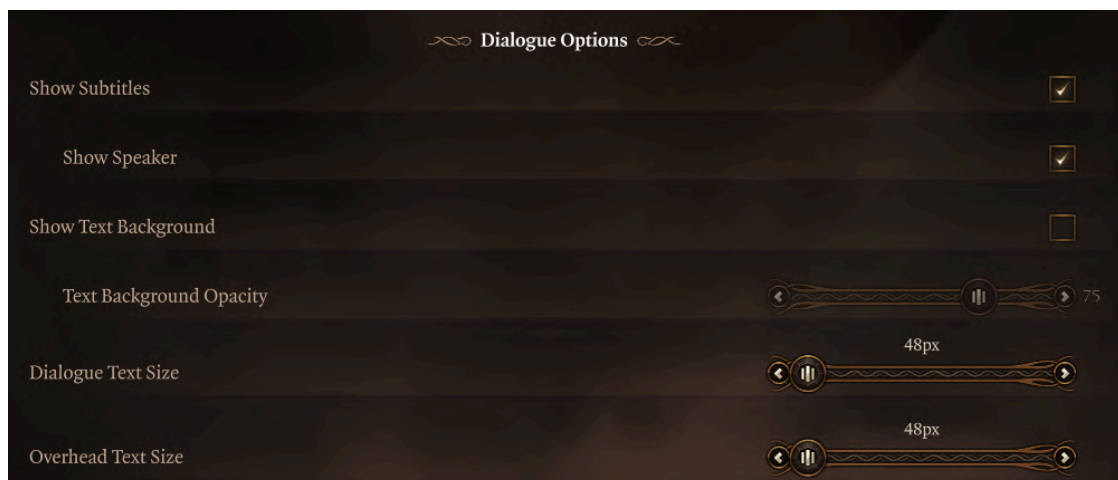 Dialogue Options
Show Subtitles
Show Speaker
Show Text Background
Text Background Opacity 75
48px
Dialogue Text Size
48px
Overhead Text Size